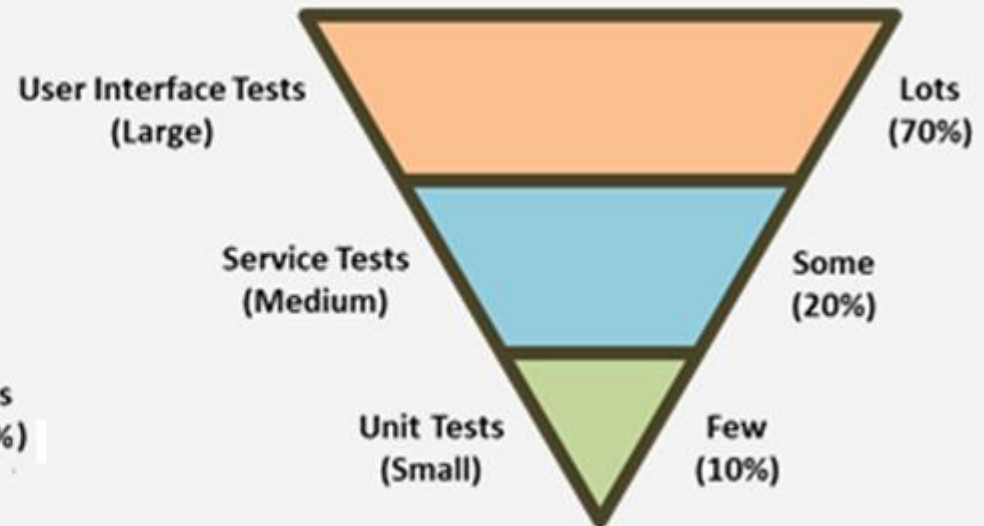 User Interface Tests
(Large)
Lots
(70%)
Service Tests
(Medium)
Some
(20%)
s
%)
Unit Tests
(Small)
Few
(10%)